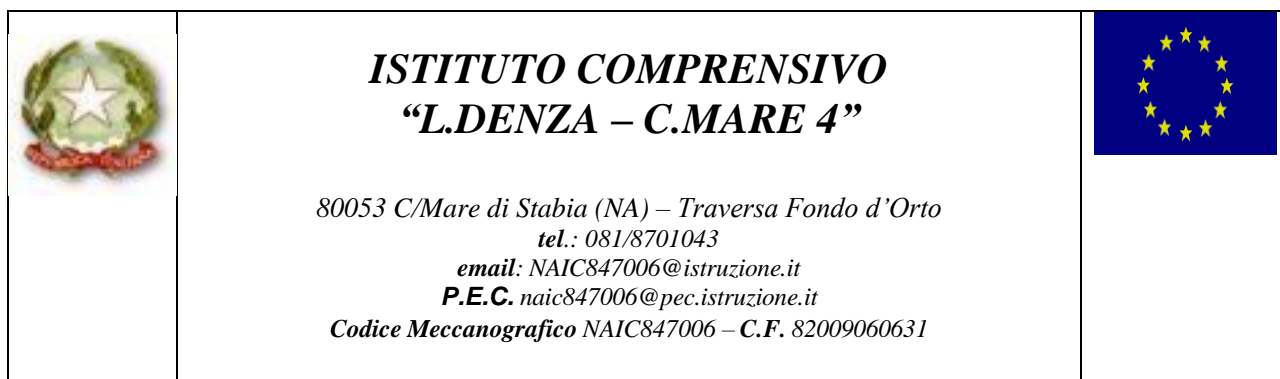 ISTITUTO COMPRENSIVO
“L.DENZA – C.MARE 4”
80053 C/Mare di Stabia (NA) – Traversa Fondo d’Orto
tel.: 081/8701043
email: NAIC847006@istruzione.it
P.E.C. naic847006@pec.istruzione.it
Codice Meccanografico NAIC847006 – C.F. 82009060631